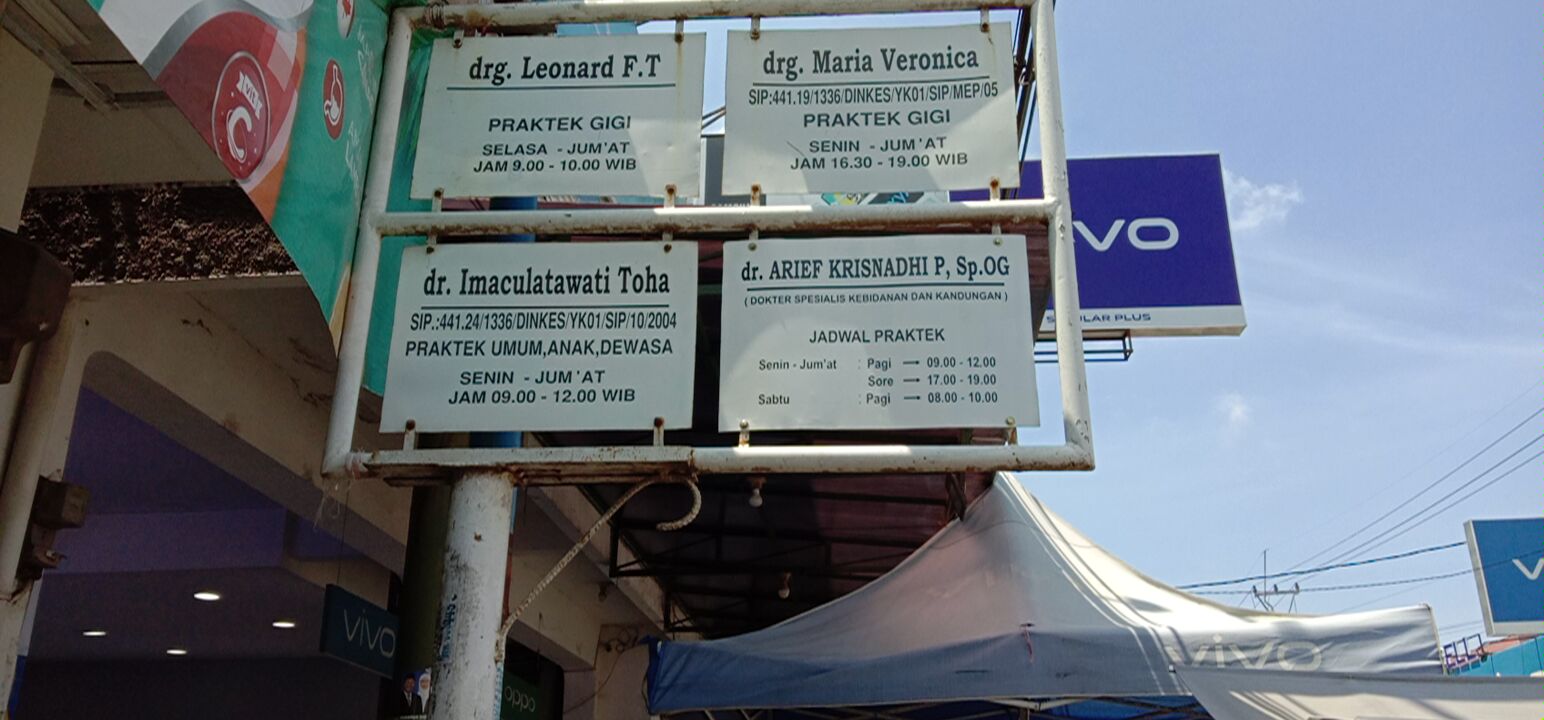 drg. Leonard F.T
PRAKTEK GIGI
SELASA - JUM'AT
JAM 9.00 - 10.00 WIB
drg. Maria Veronica
SIP:441.19/1336/DINKES/YK01/SIP/MEP/05
PRAKTEK GIGI
SENIN - JUM'AT
JAM 16.30 - 19.00 WIB
dr. Imaculatawati Toha
SIP.:441.24/1336/DINKES/YK01/SIP/10/2004
PRAKTEK UMUM,ANAK,DEWASA
SENIN - JUM'AT
JAM 09.00 - 12.00 WIB
dr. ARIEF KRISNADHI P, Sp.OG
( DOKTER SPESIALIS KEBIDANAN DAN KANDUNGAN )
JADWAL PRAKTEK
Senin - Jum'at : Pagi → 09.00 - 12.00
Sore → 17.00 - 19.00
Sabtu : Pagi → 08.00 - 10.00
VIVO
PLUS
vivo
vivo
oppo
C